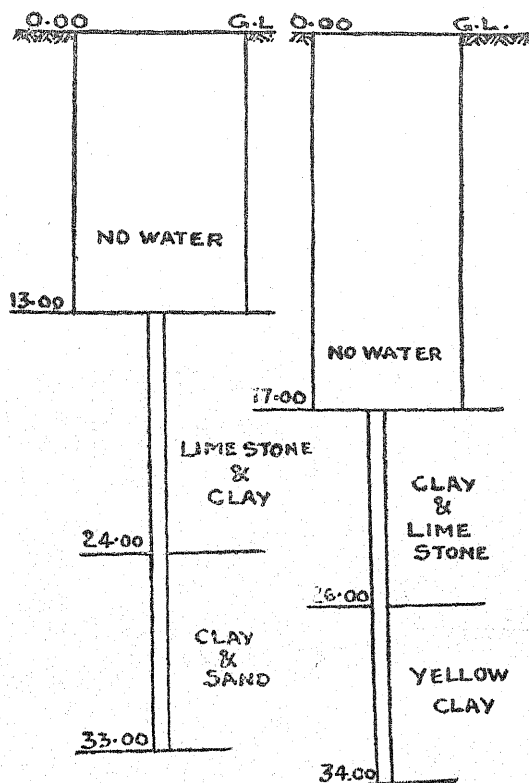 0.00 G.L
NO WATER
13.00
LIME STONE
&
CLAY
24.00
CLAY
&
SAND
33.00
0.00 G.L.
NO WATER
17.00
CLAY
&
LIME
STONE
26.00
YELLOW
CLAY
34.00